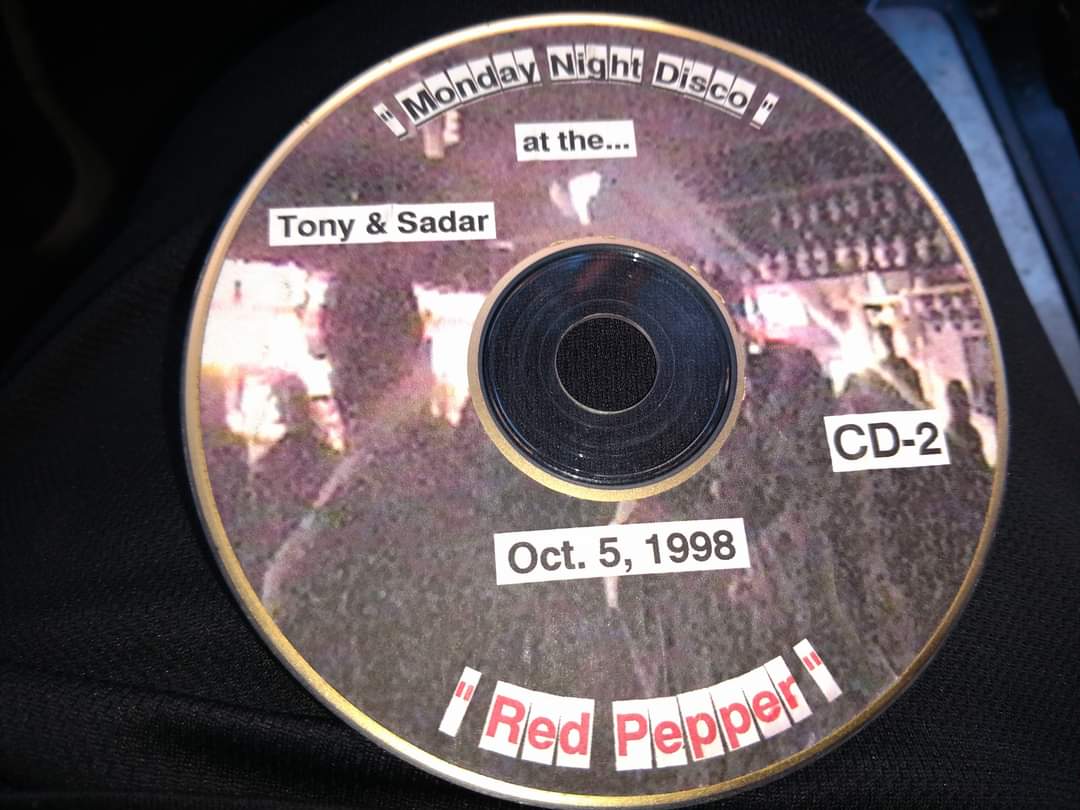 " Monday Night Disco "
at the...
Tony & Sadar
CD-2
Oct. 5, 1998
" Red Pepper "